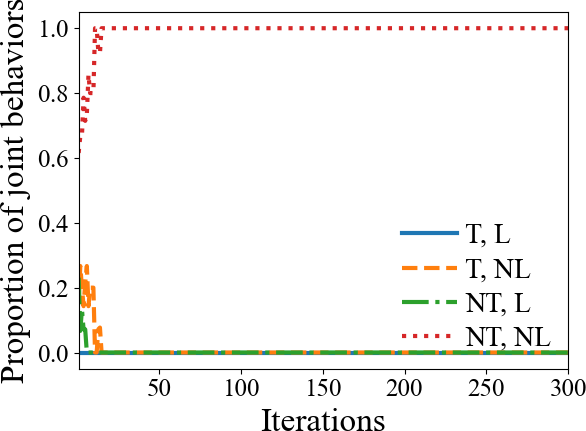 Proportion of joint behaviors
1.0
0.8
0.6
0.4
0.2
0.0
T, L
T, NL
NT, L
NT, NL
50 100 150 200 250 300
Iterations